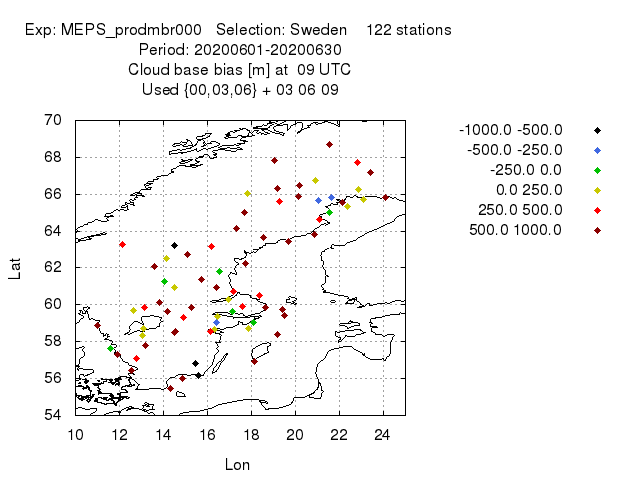 Exp: MEPS_prodmbr000 Selection: Sweden 122 stations
Period: 20200601-20200630
Cloud base bias [m] at 09 UTC
Used {00,03,06} + 03 06 09
70
68
66
64
62
60
58
56
54
Lat
10 12 14 16 18 20 22 24
Lon
-1000.0 -500.0
-500.0 -250.0
-250.0 0.0
0.0 250.0
250.0 500.0
500.0 1000.0